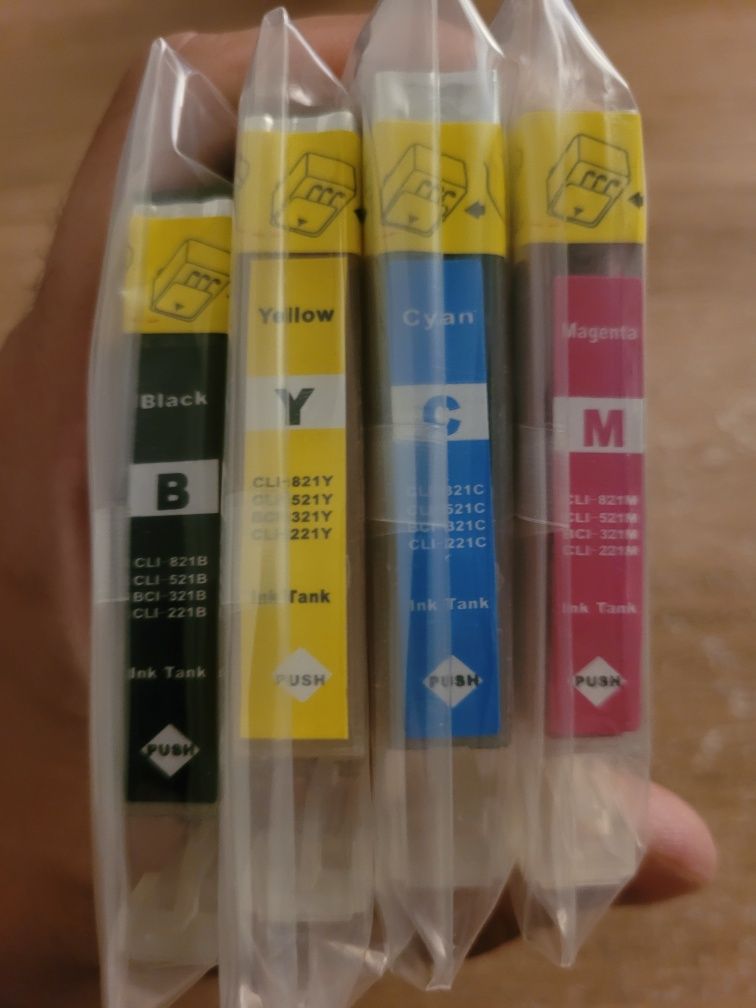 Black
B
CLI-821B
CLI-521B
BCI-321B
CLI-221B
Ink Tank
PUSH
Yellow
Y
CLI-821Y
CLI-521Y
BCI-321Y
CLI-221Y
Ink Tank
PUSH
Cyan
C
CLI-821C
CLI-521C
BCI-321C
CLI-221C
Ink Tank
PUSH
Magenta
M
CLI-821M
CLI-521M
BCI-321M
CLI-221M
Ink Tank
PUSH